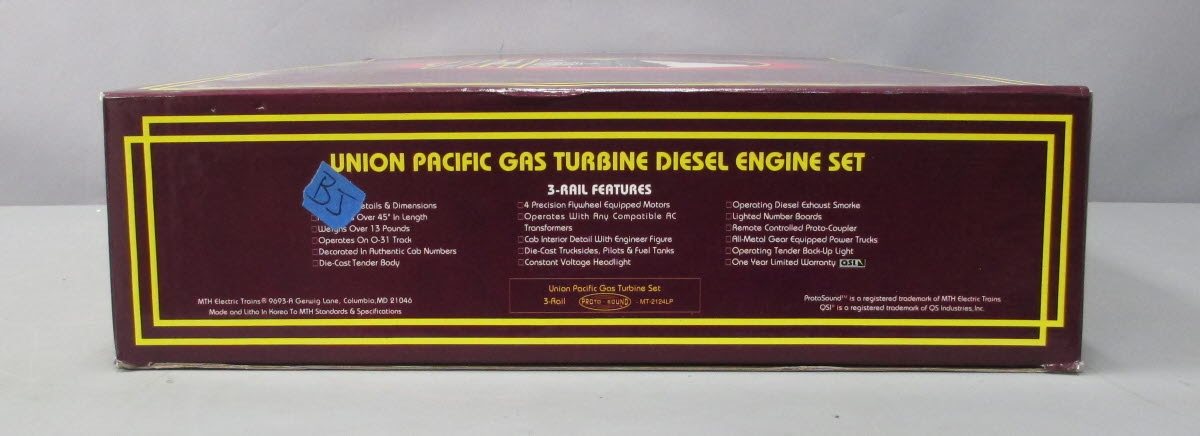 UNION PACIFIC GAS TURBINE DIESEL ENGINE SET
BJ
3-RAIL FEATURES
etails & Dimensions
Over 45" In Length
Weighs Over 13 Pounds
Operates On O-31 Track
Decorated In Authentic Cab Numbers
Die-Cast Tender Body
4 Precision Flywheel Equipped Motors
Operates With Any Compatible AC
Transformers
Cab Interior Detail With Engineer Figure
Die-Cast Trucksides, Pilots & Fuel Tanks
Constant Voltage Headlight
Operating Diesel Exhaust Smoke
Lighted Number Boards
Remote Controlled Proto-Coupler
All-Metal Gear Equipped Power Trucks
Operating Tender Back-Up Light
One Year Limited Warranty QSI
Union Pacific Gas Turbine Set
3-Rail PROTO SOUND - MT-2124LP
MTH Electric Trains® 9693-A Gerwig Lane, Columbia,MD 21046
Made and Litho In Korea To MTH Standards & Specifications
ProtoSound™ is a registered trademark of MTH Electric Trains
QSI® is a registered trademark of QS Industries,Inc.